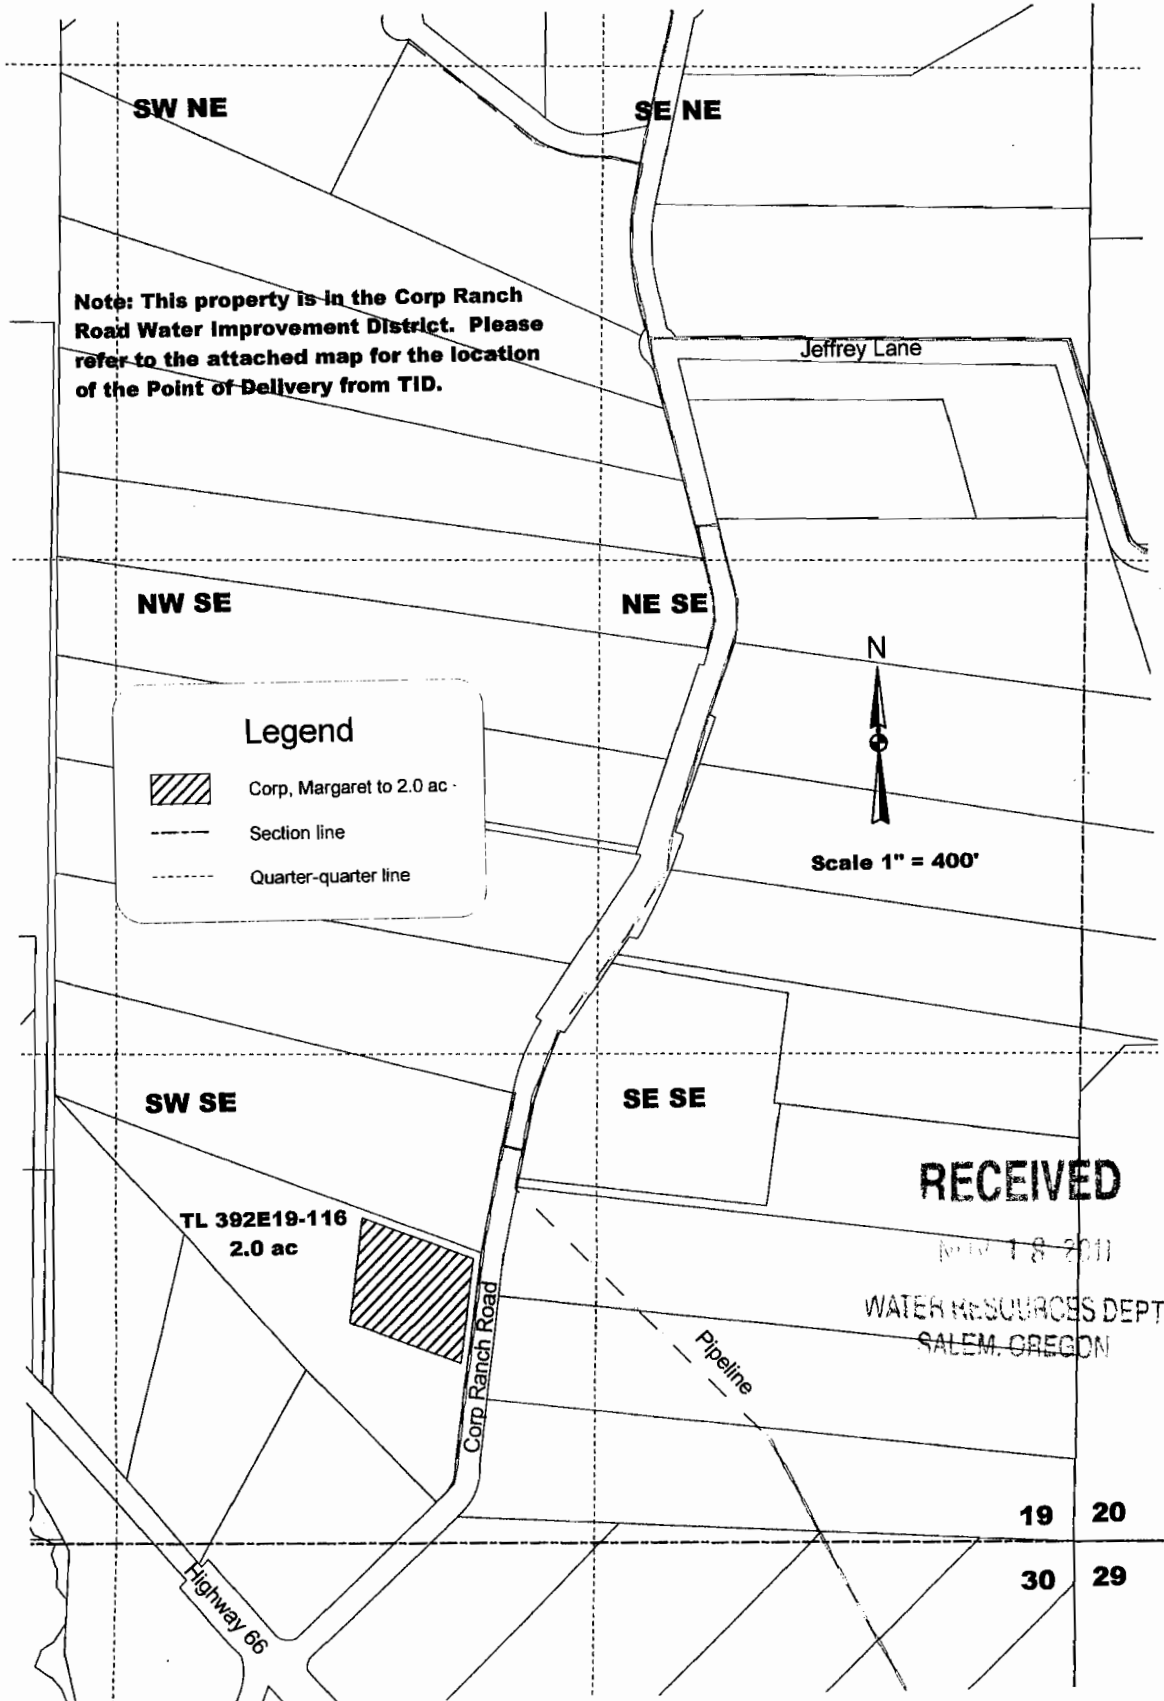 SW NE
SE NE
Note: This property is in the Corp Ranch
Road Water Improvement District. Please
refer to the attached map for the location
of the Point of Delivery from TID.
Jeffrey Lane
NW SE
NE SE
N
Legend
Corp, Margaret to 2.0 ac
Section line
Quarter-quarter line
Scale 1" = 400'
SW SE
SE SE
RECEIVED
NOV 18 2011
WATER RESOURCES DEPT
SALEM, OREGON
TL 392E19-116
2.0 ac
Corp Ranch Road
Pipeline
19 20
30 29
Highway 66